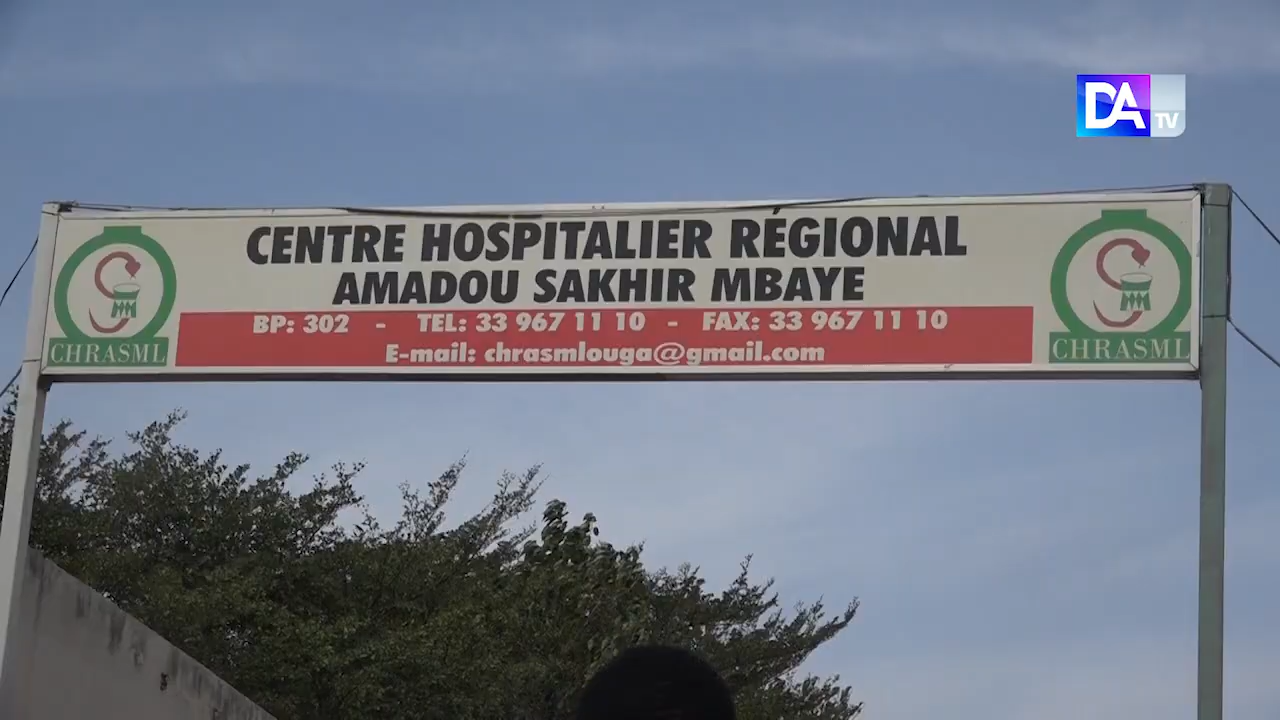 DA TV
CENTRE HOSPITALIER RÉGIONAL
AMADOU SAKHIR MBAYE
BP: 302 - TEL: 33 967 11 10 - FAX: 33 967 11 10
E-mail: chrasmlouga@gmail.com
CHRASML
CHRASML